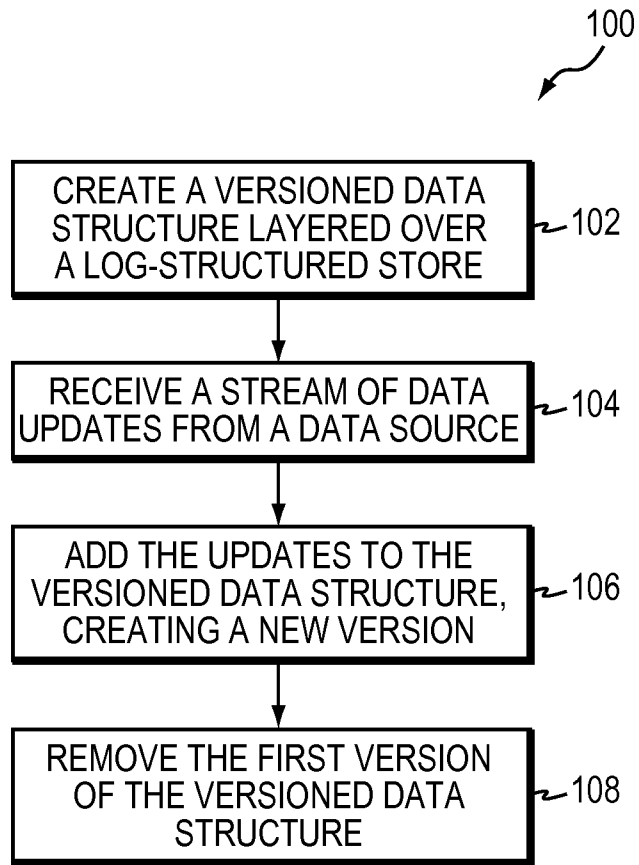 100
CREATE A VERSIONED DATA
STRUCTURE LAYERED OVER
A LOG-STRUCTURED STORE
102
RECEIVE A STREAM OF DATA
UPDATES FROM A DATA SOURCE
104
ADD THE UPDATES TO THE
VERSIONED DATA STRUCTURE,
CREATING A NEW VERSION
106
REMOVE THE FIRST VERSION
OF THE VERSIONED DATA
STRUCTURE
108